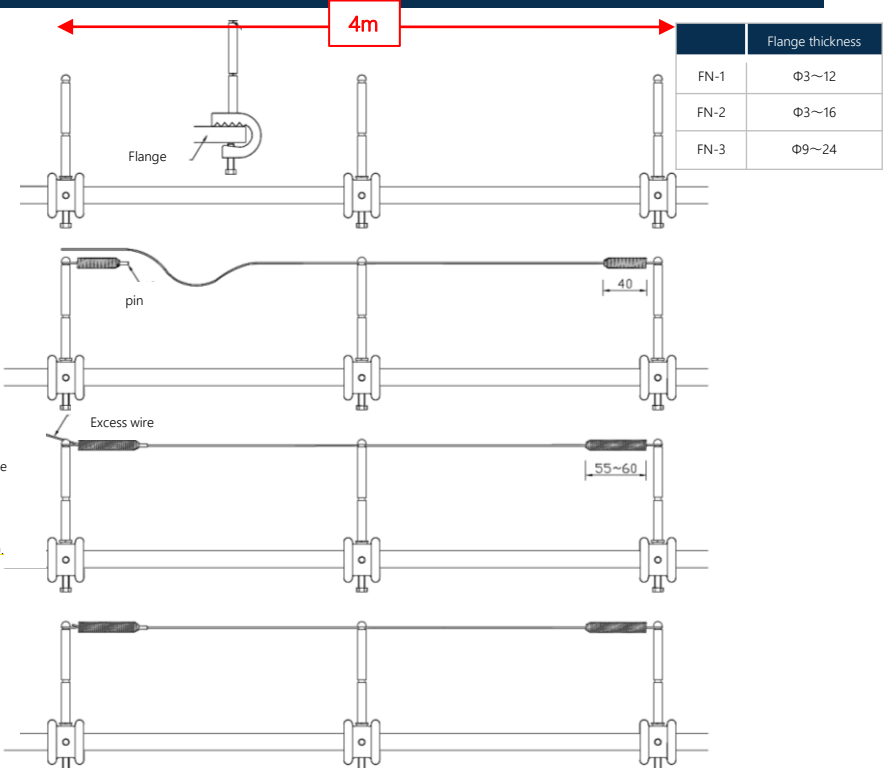 4m
Flange thickness
FN-1 Φ3～12
FN-2 Φ3～16
FN-3 Φ9～24
Flange
pin
40
Excess wire
55~60
e
.